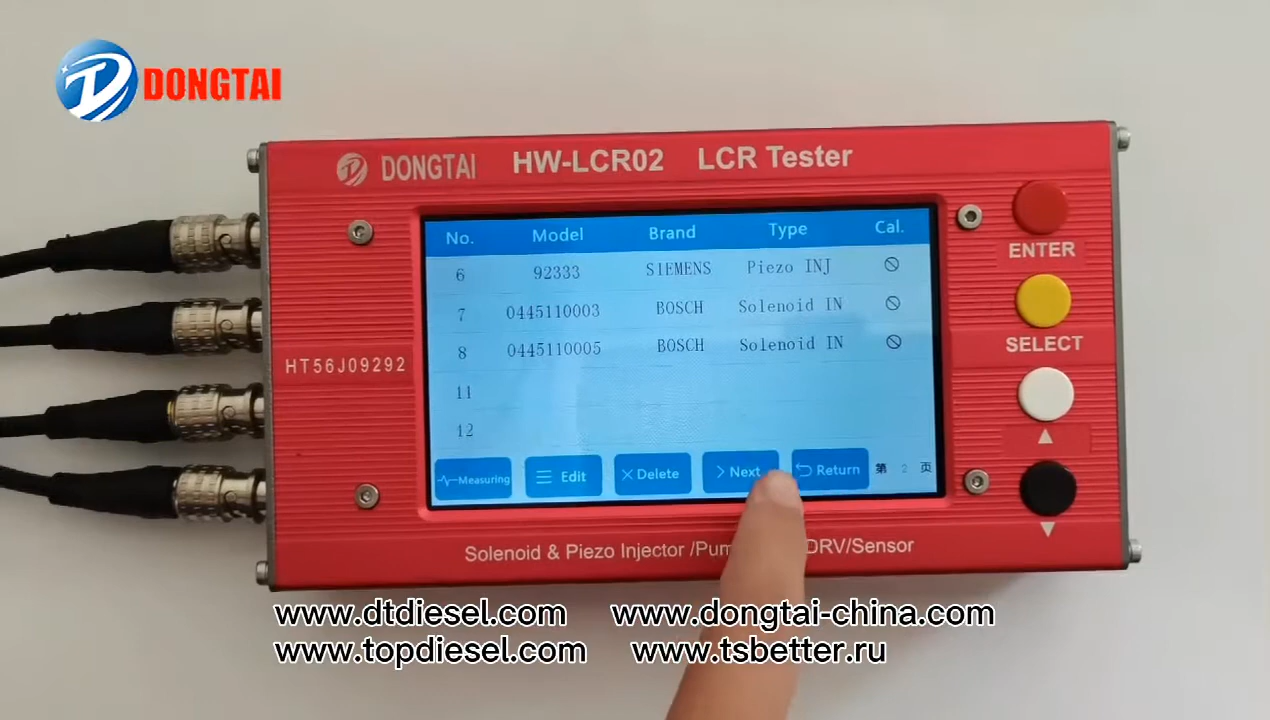 DONGTAI
DONGTAI HW-LCR02 LCR Tester
No. Model Brand Type Cal.
6 92333 SIEMENS Piezo INJ
7 0445110003 BOSCH Solenoid IN
8 0445110005 BOSCH Solenoid IN
11
12
Measuring Edit Delete Next Return 第 2 页
ENTER
SELECT
HT56J09292
Solenoid & Piezo Injector /Pum DRV/Sensor
www.dtdiesel.com www.dongtai-china.com
www.topdiesel.com www.tsbetter.ru